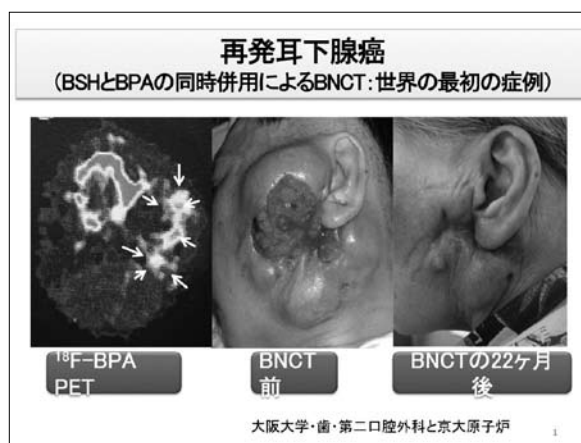 再発耳下腺癌
(BSHとBPAの同時併用によるBNCT:世界の最初の症例)
18F-BPA
PET
BNCT
前
BNCTの22ヶ月
後
大阪大学・歯・第二口腔外科と京大原子炉
1